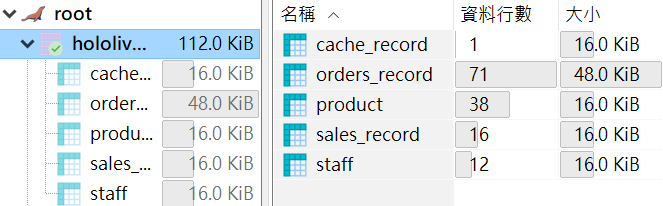 root
hololiv... 112.0 KiB
cache... 16.0 KiB
order... 48.0 KiB
produ... 16.0 KiB
sales_... 16.0 KiB
staff 16.0 KiB
名稱 資料行數 大小
cache_record 1 16.0 KiB
orders_record 71 48.0 KiB
product 38 16.0 KiB
sales_record 16 16.0 KiB
staff 12 16.0 KiB